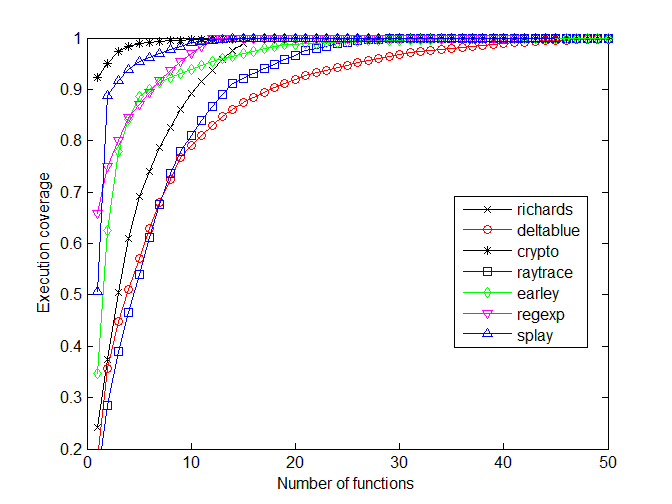 1
0.9
0.8
0.7
0.6
0.5
0.4
0.3
0.2
Execution coverage
richards
deltablue
crypto
raytrace
earley
regexp
splay
0 10 20 30 40 50
Number of functions